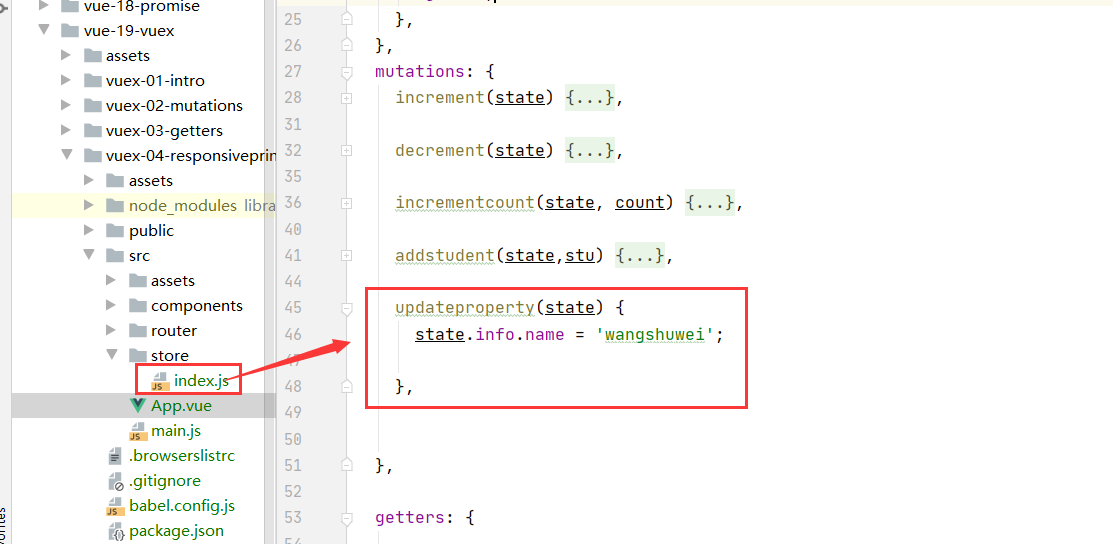 vue-18-promise
vue-19-vuex
assets
vuex-01-intro
vuex-02-mutations
vuex-03-getters
vuex-04-responsiveprin
assets
node_modules libra
public
src
assets
components
router
store
index.js
App.vue
main.js
.browserslistrc
.gitignore
babel.config.js
package.json
25 },
26 },
27 mutations: {
28 increment(state) {...},
31
32 decrement(state) {...},
35
36 incrementcount(state, count) {...},
40
41 addstudent(state,stu) {...},
44
45 updateproperty(state) {
46 state.info.name = 'wangshuwei';
47
48 },
49
50
51 },
52
53 getters: {